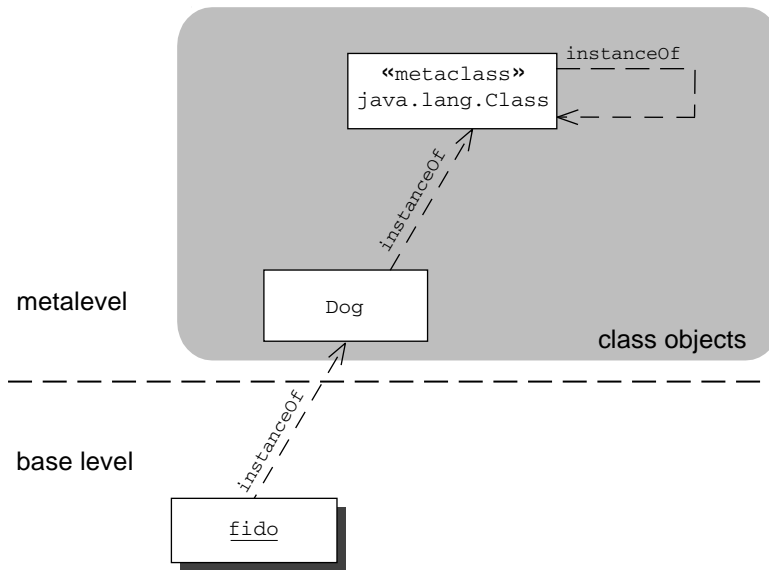 instanceOf
«metaclass»
java.lang.Class
instanceOf
Dog
metalevel
class objects
instanceOf
base level
fido